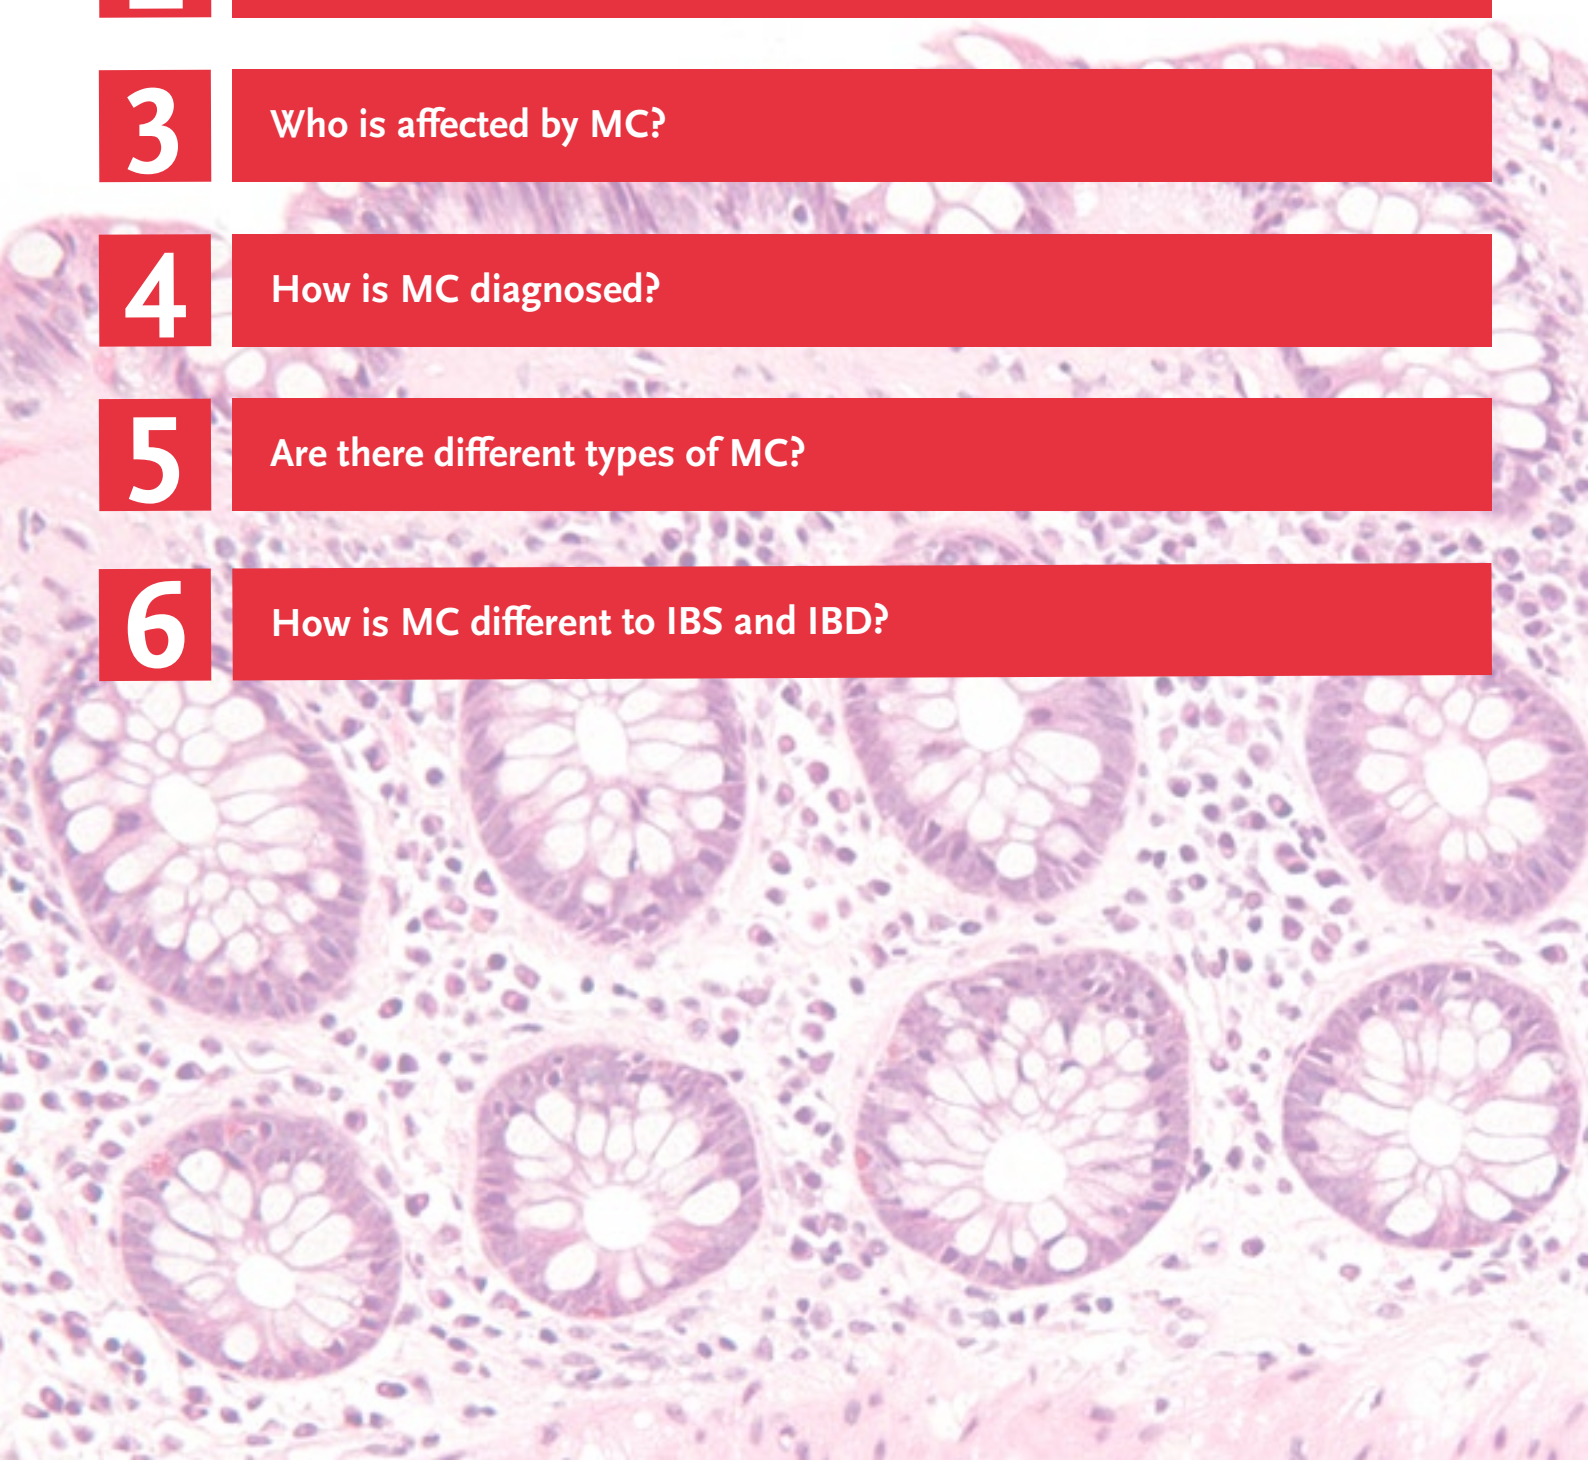 3 Who is affected by MC?
4 How is MC diagnosed?
5 Are there different types of MC?
6 How is MC different to IBS and IBD?